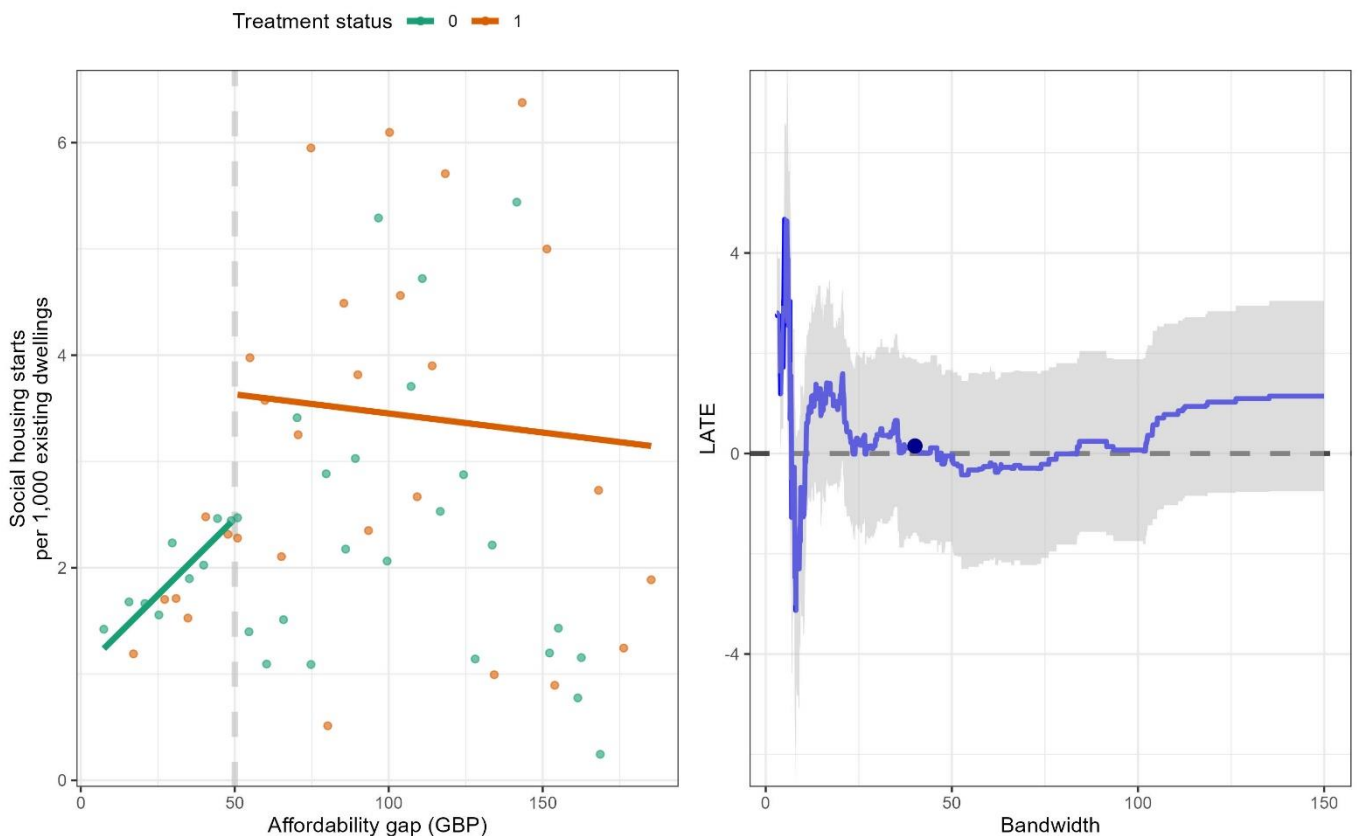 Treatment status 0 1
Social housing starts
per 1,000 existing dwellings
6
4
2
0
0 50 100 150
Affordability gap (GBP)
LATE
4
0
-4
0 50 100 150
Bandwidth